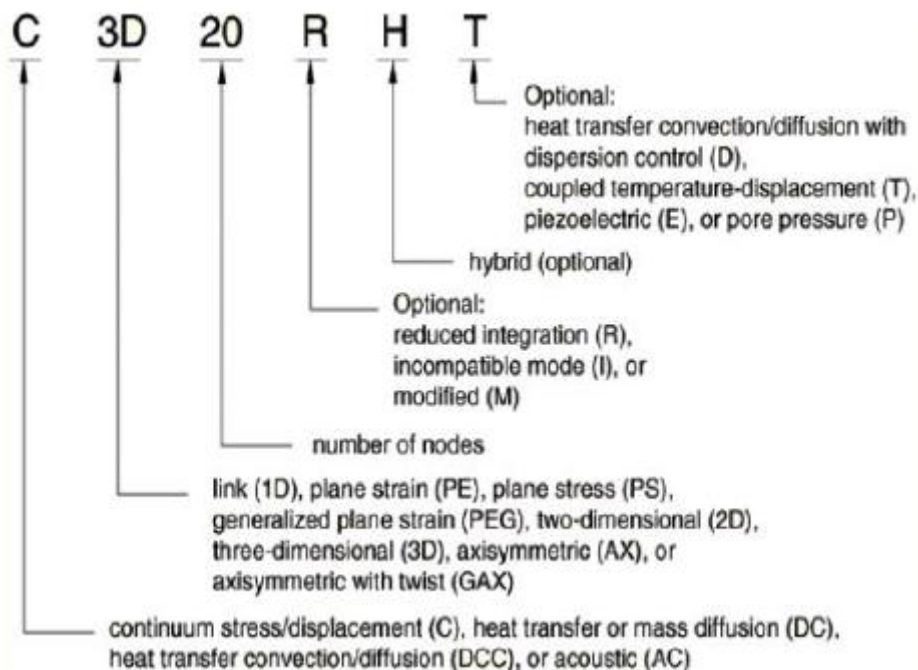 C 3D 20 R H T
Optional:
heat transfer convection/diffusion with
dispersion control (D),
coupled temperature-displacement (T),
piezoelectric (E), or pore pressure (P)
hybrid (optional)
Optional:
reduced integration (R),
incompatible mode (I), or
modified (M)
number of nodes
link (1D), plane strain (PE), plane stress (PS),
generalized plane strain (PEG), two-dimensional (2D),
three-dimensional (3D), axisymmetric (AX), or
axisymmetric with twist (GAX)
continuum stress/displacement (C), heat transfer or mass diffusion (DC),
heat transfer convection/diffusion (DCC), or acoustic (AC)